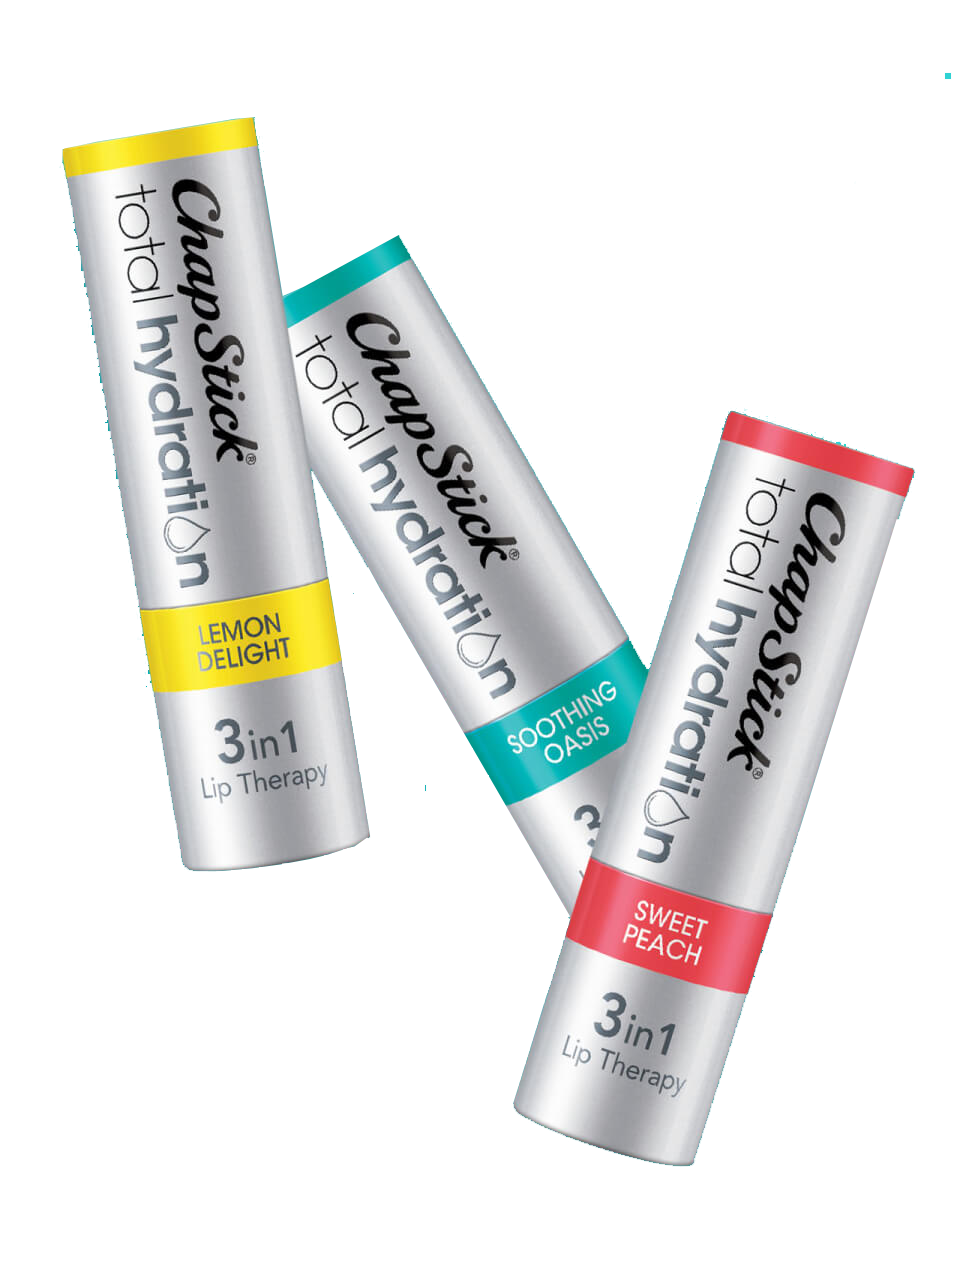 ChapStick®
total hydration
LEMON
DELIGHT
3in1
Lip Therapy
ChapStick®
total hydration
SOOTHING
OASIS
3
ChapStick®
total hydration
SWEET
PEACH
3in1
Lip Therapy